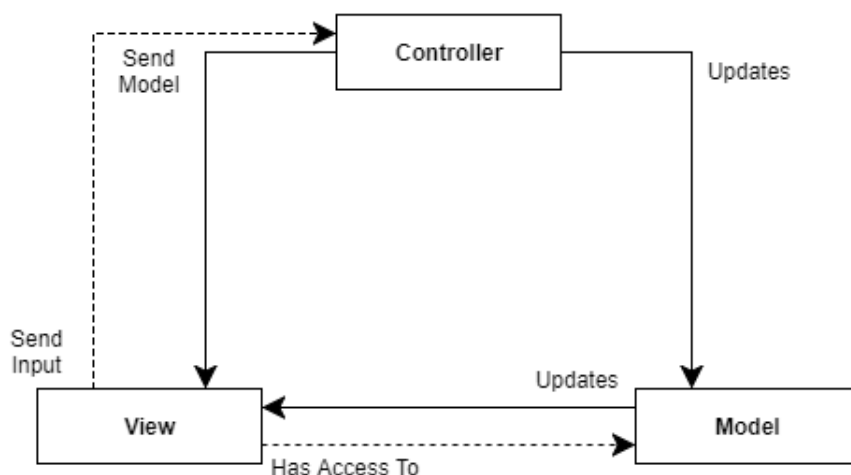 Controller
Send
Model
Updates
Send
Input
Updates
View
Model
Has Access To